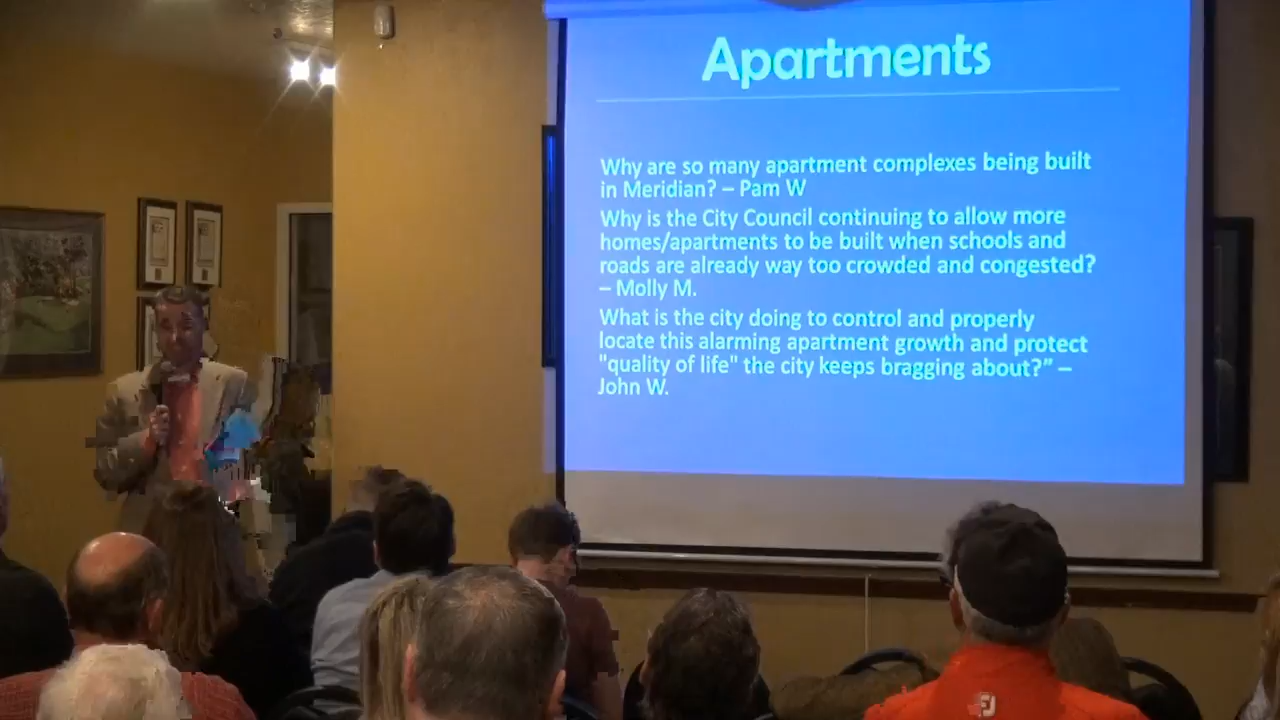 Apartments
Why are so many apartment complexes being built
in Meridian? – Pam W
Why is the City Council continuing to allow more
homes/apartments to be built when schools and
roads are already way too crowded and congested?
– Molly M.
What is the city doing to control and properly
locate this alarming apartment growth and protect
"quality of life" the city keeps bragging about?” –
John W.
FJ